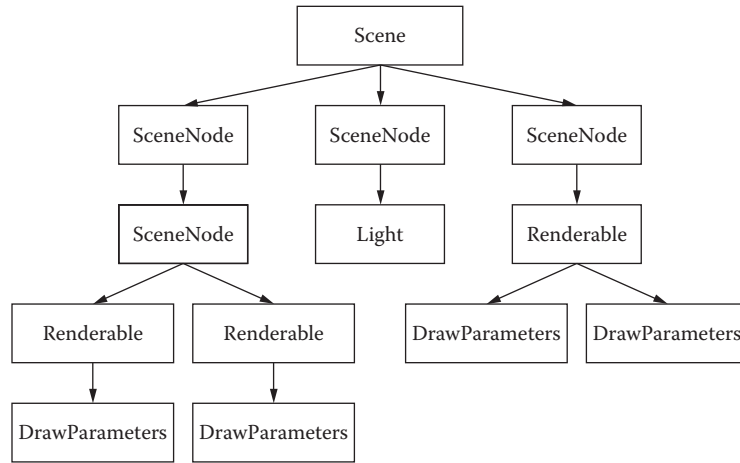 Scene
SceneNode
SceneNode
SceneNode
SceneNode
Light
Renderable
Renderable
Renderable
DrawParameters
DrawParameters
DrawParameters
DrawParameters